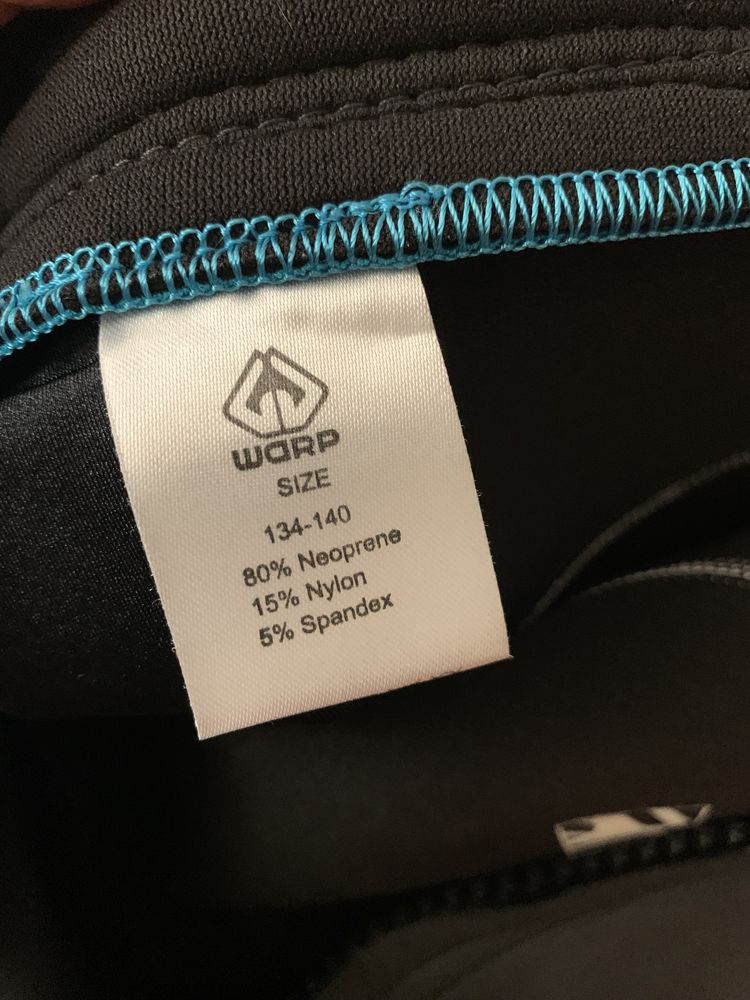 WARP
SIZE
134-140
80% Neoprene
15% Nylon
5% Spandex